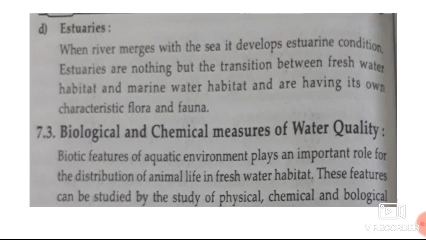 d) Estuaries :
When river merges with the sea it develops estuarine condition.
Estuaries are nothing but the transition between fresh water
habitat and marine water habitat and are having its own
characteristic flora and fauna.
7.3. Biological and Chemical measures of Water Quality :
Biotic features of aquatic environment plays an important role for
the distribution of animal life in fresh water habitat. These features
can be studied by the study of physical, chemical and bological
V RECORDER